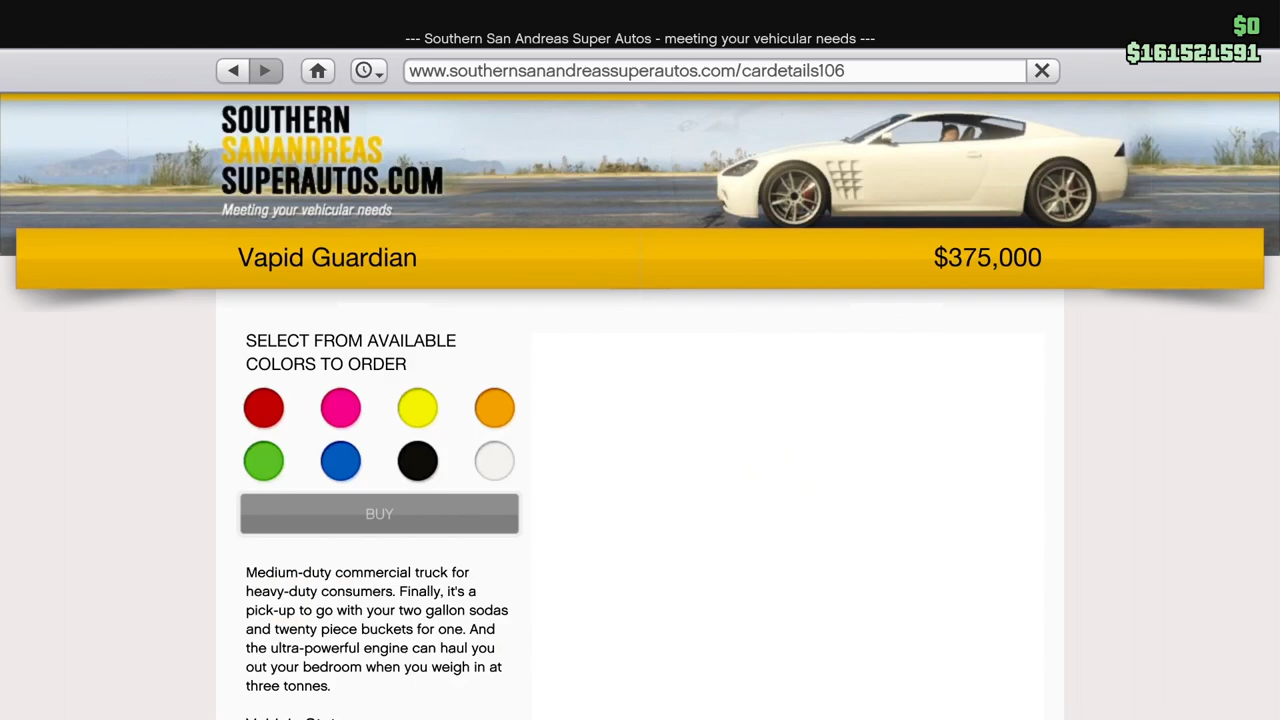 $0
--- Southern San Andreas Super Autos - meeting your vehicular needs ---
$161521591
www.southernsanandreassuperautos.com/cardetails106
SOUTHERN
SANANDREAS
SUPERAUTOS.COM
Meeting your vehicular needs
Vapid Guardian
$375,000
SELECT FROM AVAILABLE
COLORS TO ORDER
BUY
Medium-duty commercial truck for
heavy-duty consumers. Finally, it's a
pick-up to go with your two gallon sodas
and twenty piece buckets for one. And
the ultra-powerful engine can haul you
out your bedroom when you weigh in at
three tonnes.